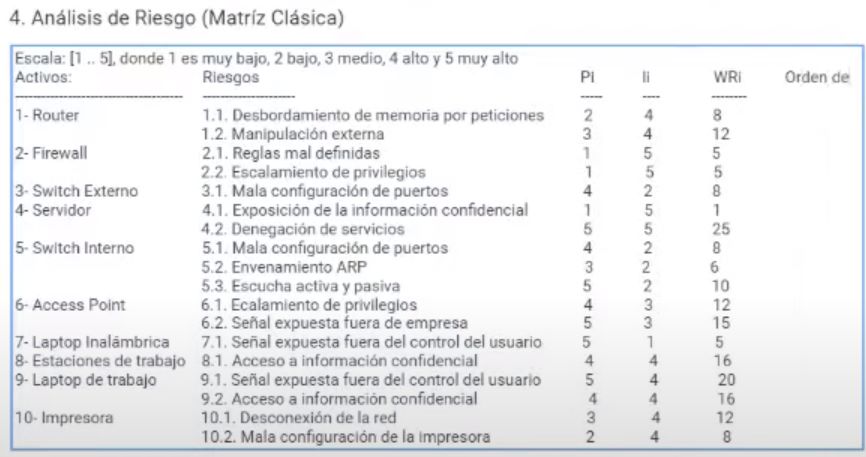 4. Análisis de Riesgo (Matríz Clásica)
Escala: [1 .. 5], donde 1 es muy bajo, 2 bajo, 3 medio, 4 alto y 5 muy alto
Activos: Riesgos Pi Ii WRi Orden de
1- Router 1.1. Desbordamiento de memoria por peticiones 2 4 8
1.2. Manipulación externa 3 4 12
2- Firewall 2.1. Reglas mal definidas 1 5 5
2.2. Escalamiento de privilegios 1 5 5
3- Switch Externo 3.1. Mala configuración de puertos 4 2 8
4- Servidor 4.1. Exposición de la información confidencial 1 5 1
4.2. Denegación de servicios 5 5 25
5- Switch Interno 5.1. Mala configuración de puertos 4 2 8
5.2. Envenamiento ARP 3 2 6
5.3. Escucha activa y pasiva 5 2 10
6- Access Point 6.1. Ecalamiento de privilegios 4 3 12
6.2. Señal expuesta fuera de empresa 5 3 15
7- Laptop Inalámbrica 7.1. Señal expuesta fuera del control del usuario 5 1 5
8- Estaciones de trabajo 8.1. Acceso a información confidencial 4 4 16
9- Laptop de trabajo 9.1. Señal expuesta fuera del control del usuario 5 4 20
9.2. Acceso a información confidencial 4 4 16
10- Impresora 10.1. Desconexión de la red 3 4 12
10.2. Mala configuración de la impresora 2 4 8